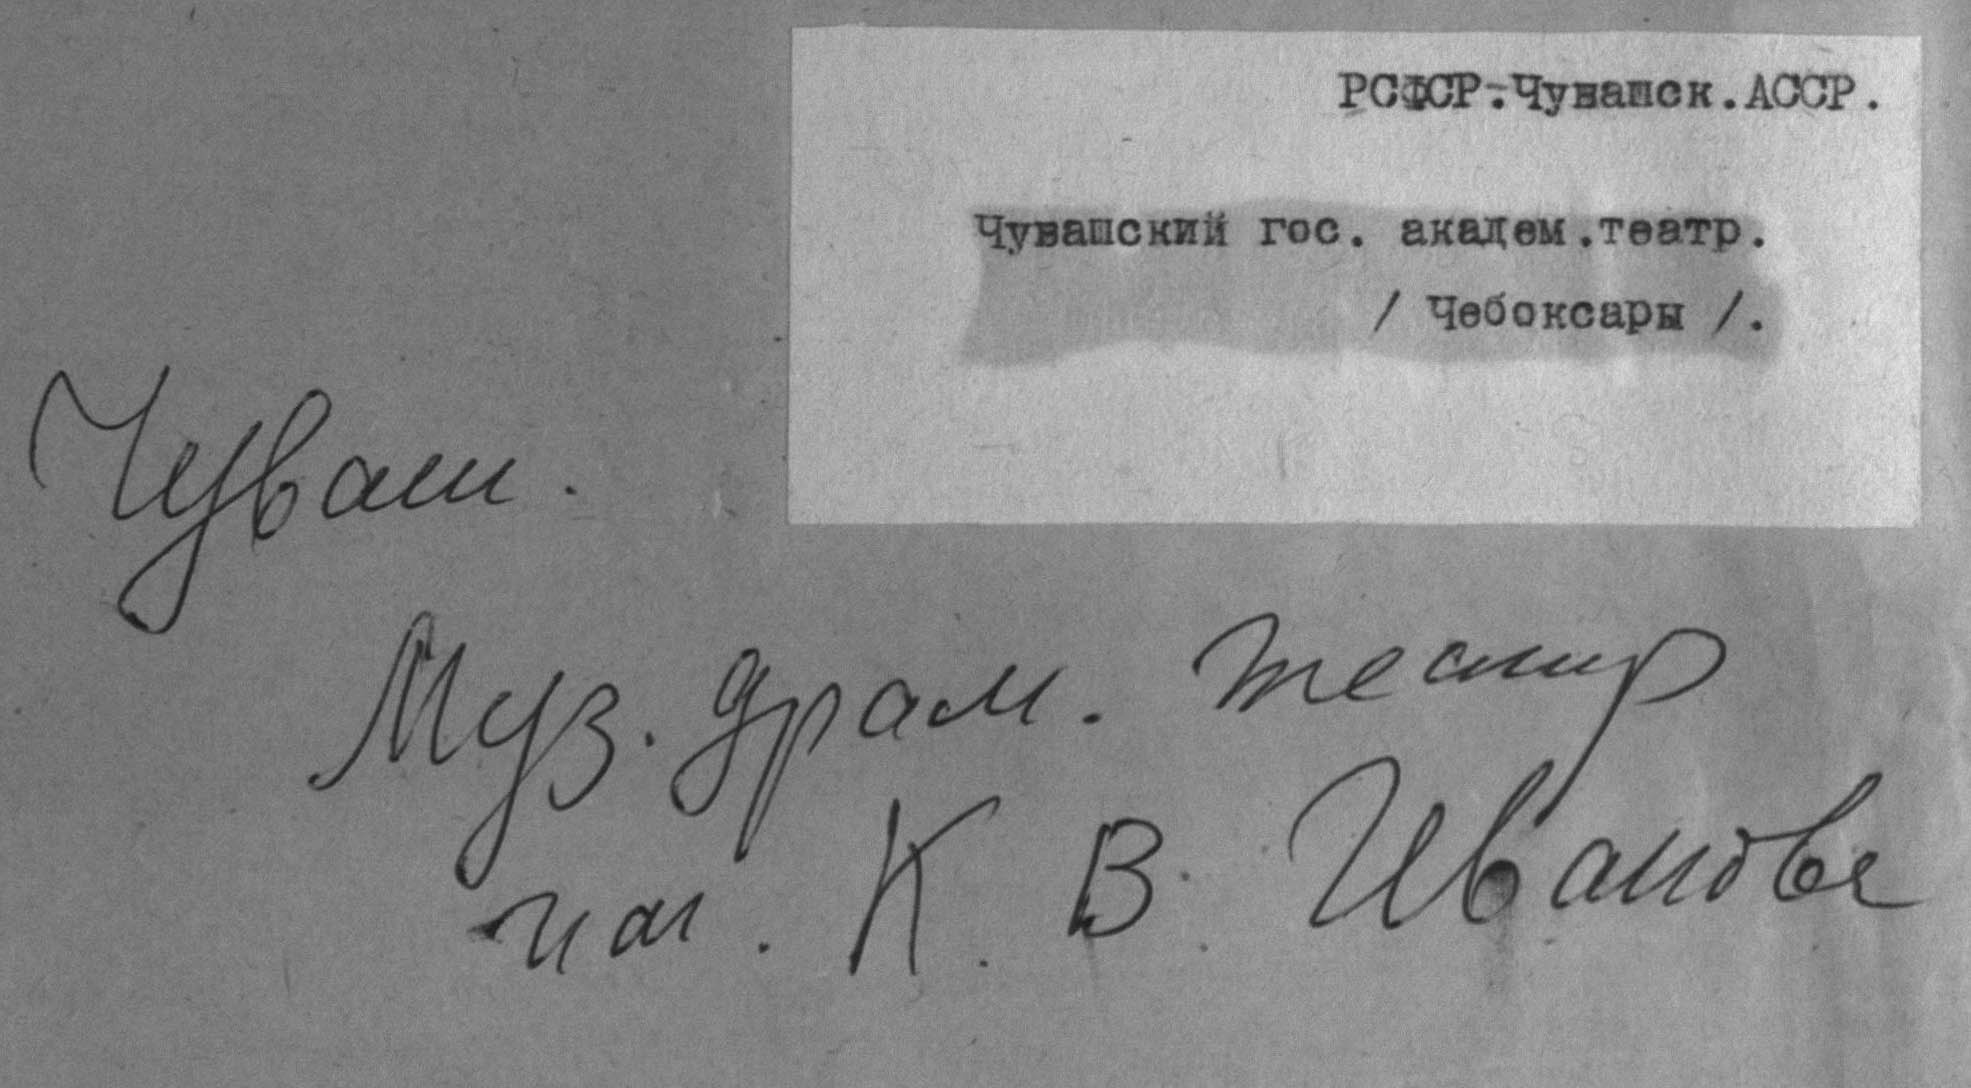 РСФСР.Чувашск.АССР.
Чувашский гос. академ.театр.
/ Чебоксары /.
Чуваш.
Муз. драм. театр
им. К. В. Иванова